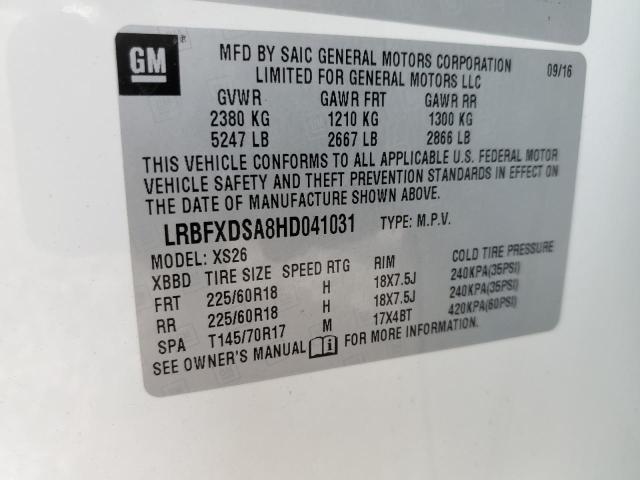 GM
MFD BY SAIC GENERAL MOTORS CORPORATION
LIMITED FOR GENERAL MOTORS LLC
09/16
GVWR GAWR FRT GAWR RR
2380 KG 1210 KG 1300 KG
5247 LB 2667 LB 2866 LB
THIS VEHICLE CONFORMS TO ALL APPLICABLE U.S. FEDERAL MOTOR
VEHICLE SAFETY AND THEFT PREVENTION STANDARDS IN EFFECT ON
THE DATE OF MANUFACTURE SHOWN ABOVE.
LRBFXDSA8HD041031 TYPE: M.P.V.
MODEL: XS26
XBBD TIRE SIZE SPEED RTG RIM COLD TIRE PRESSURE
FRT 225/60R18 H 18X7.5J 240KPA(35PSI)
RR 225/60R18 H 18X7.5J 240KPA(35PSI)
SPA T145/70R17 M 17X4BT 420KPA(60PSI)
SEE OWNER'S MANUAL FOR MORE INFORMATION.